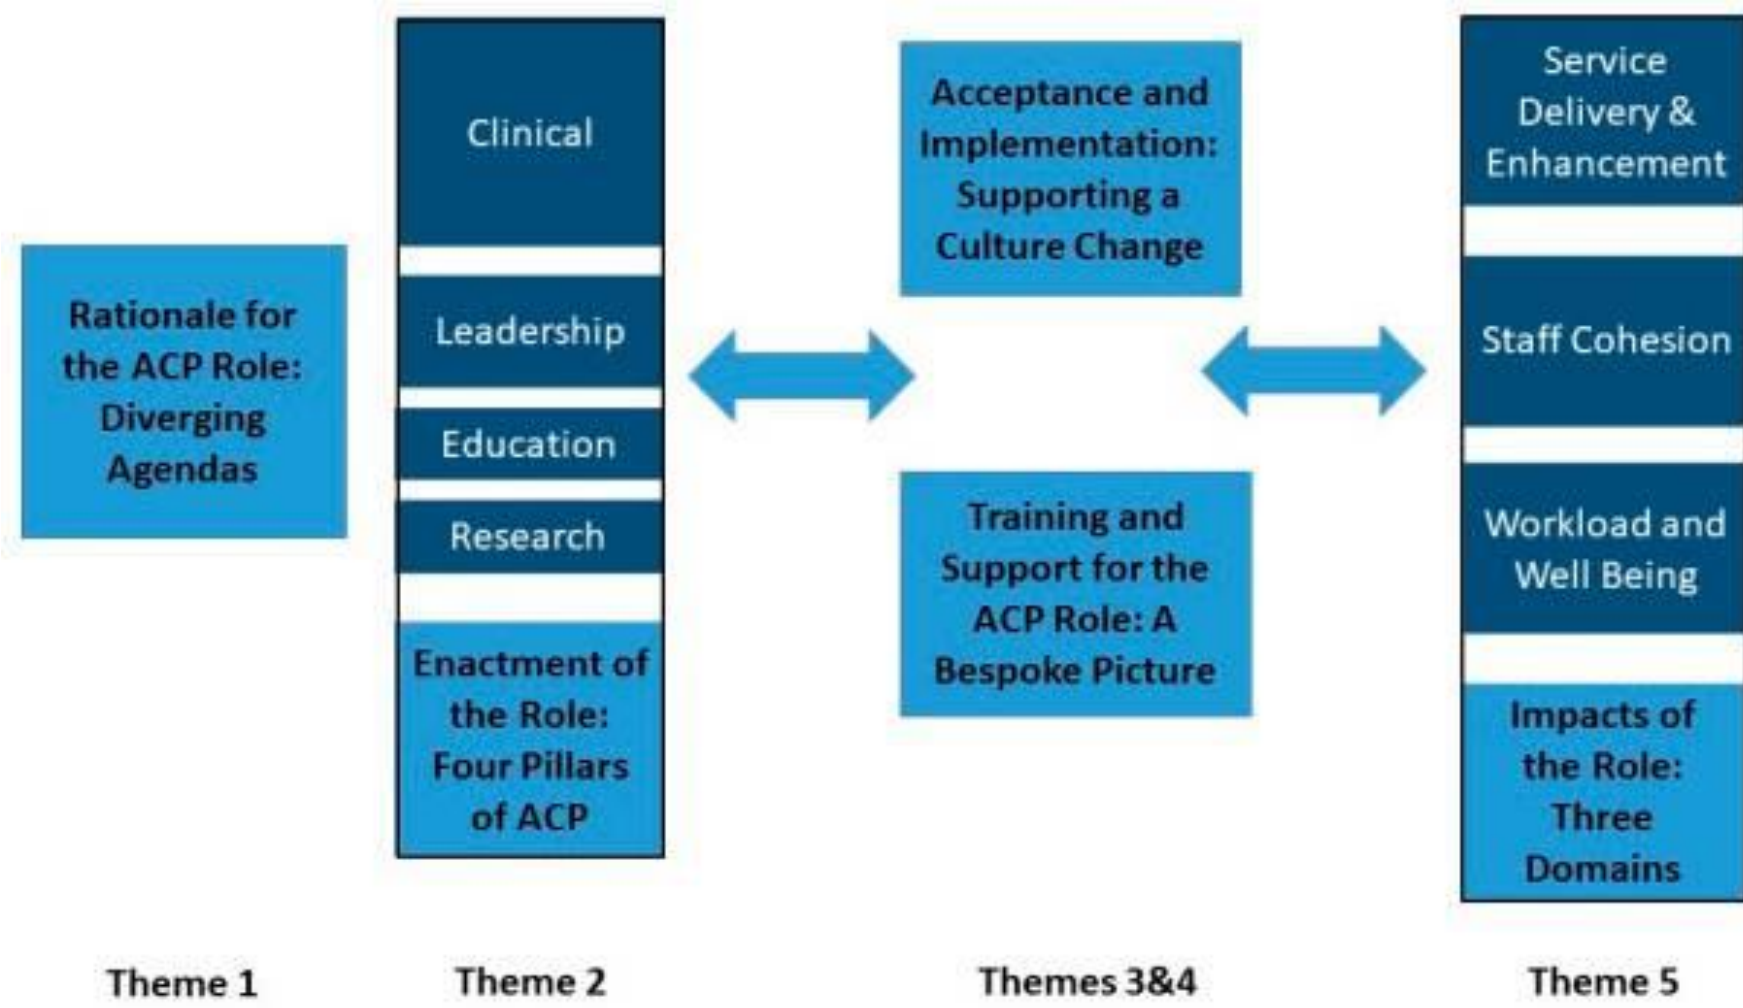 Rationale for
the ACP Role:
Diverging
Agendas
Clinical
Leadership
Education
Research
Enactment of
the Role:
Four Pillars
of ACP
Acceptance and
Implementation:
Supporting a
Culture Change
Training and
Support for the
ACP Role: A
Bespoke Picture
Service
Delivery &
Enhancement
Staff Cohesion
Workload and
Well Being
Impacts of
the Role:
Three
Domains
Theme 1
Theme 2
Themes 3&4
Theme 5